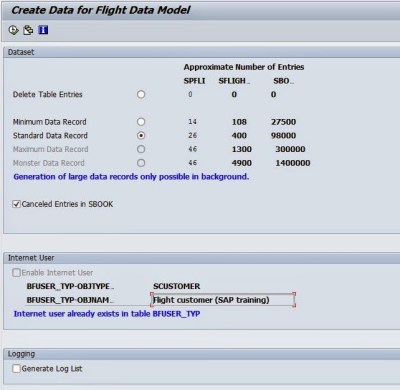 Create Data for Flight Data Model
Dataset
Approximate Number of Entries
SPFLI SFLIGH.. SBO..
Delete Table Entries 0 0 0
Minimum Data Record 14 108 27500
Standard Data Record 26 400 98000
Maximum Data Record 46 1300 300000
Monster Data Record 46 4900 1400000
Generation of large data records only possible in background.
Canceled Entries in SBOOK
Internet User
Enable Internet User
BFUSER_TYP-OBJTYPE.. SCUSTOMER
BFUSER_TYP-OBJNAM.. Flight customer (SAP training)
Internet user already exists in table BFUSER_TYP
Logging
Generate Log List